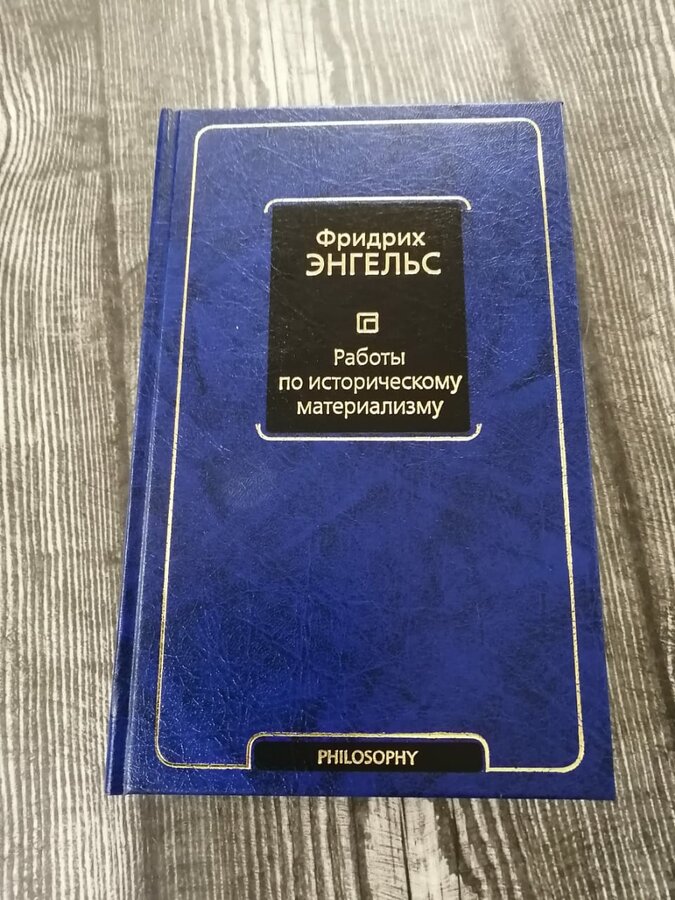 Фридрих
ЭНГЕЛЬС
Работы
по историческому
материализму
PHILOSOPHY